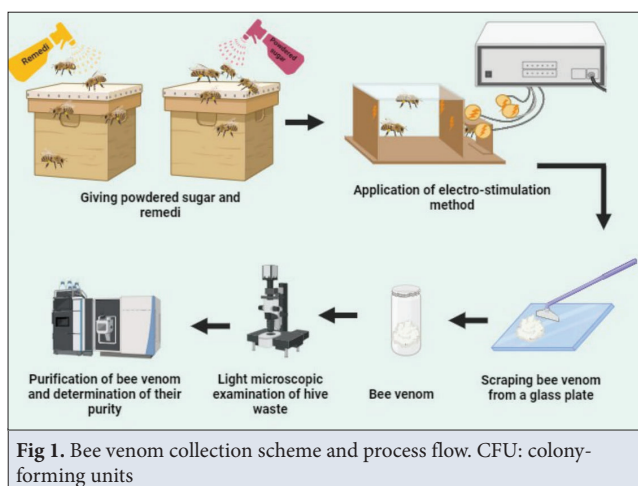 Remedi
Powdered
sugar
Giving powdered sugar and
remedi
Application of electro-stimulation
method
Purification of bee venom
and determination of their
purity
Light microscopic
examination of hive
waste
Bee venom
Scraping bee venom
from a glass plate
Fig 1. Bee venom collection scheme and process flow. CFU: colony-
forming units